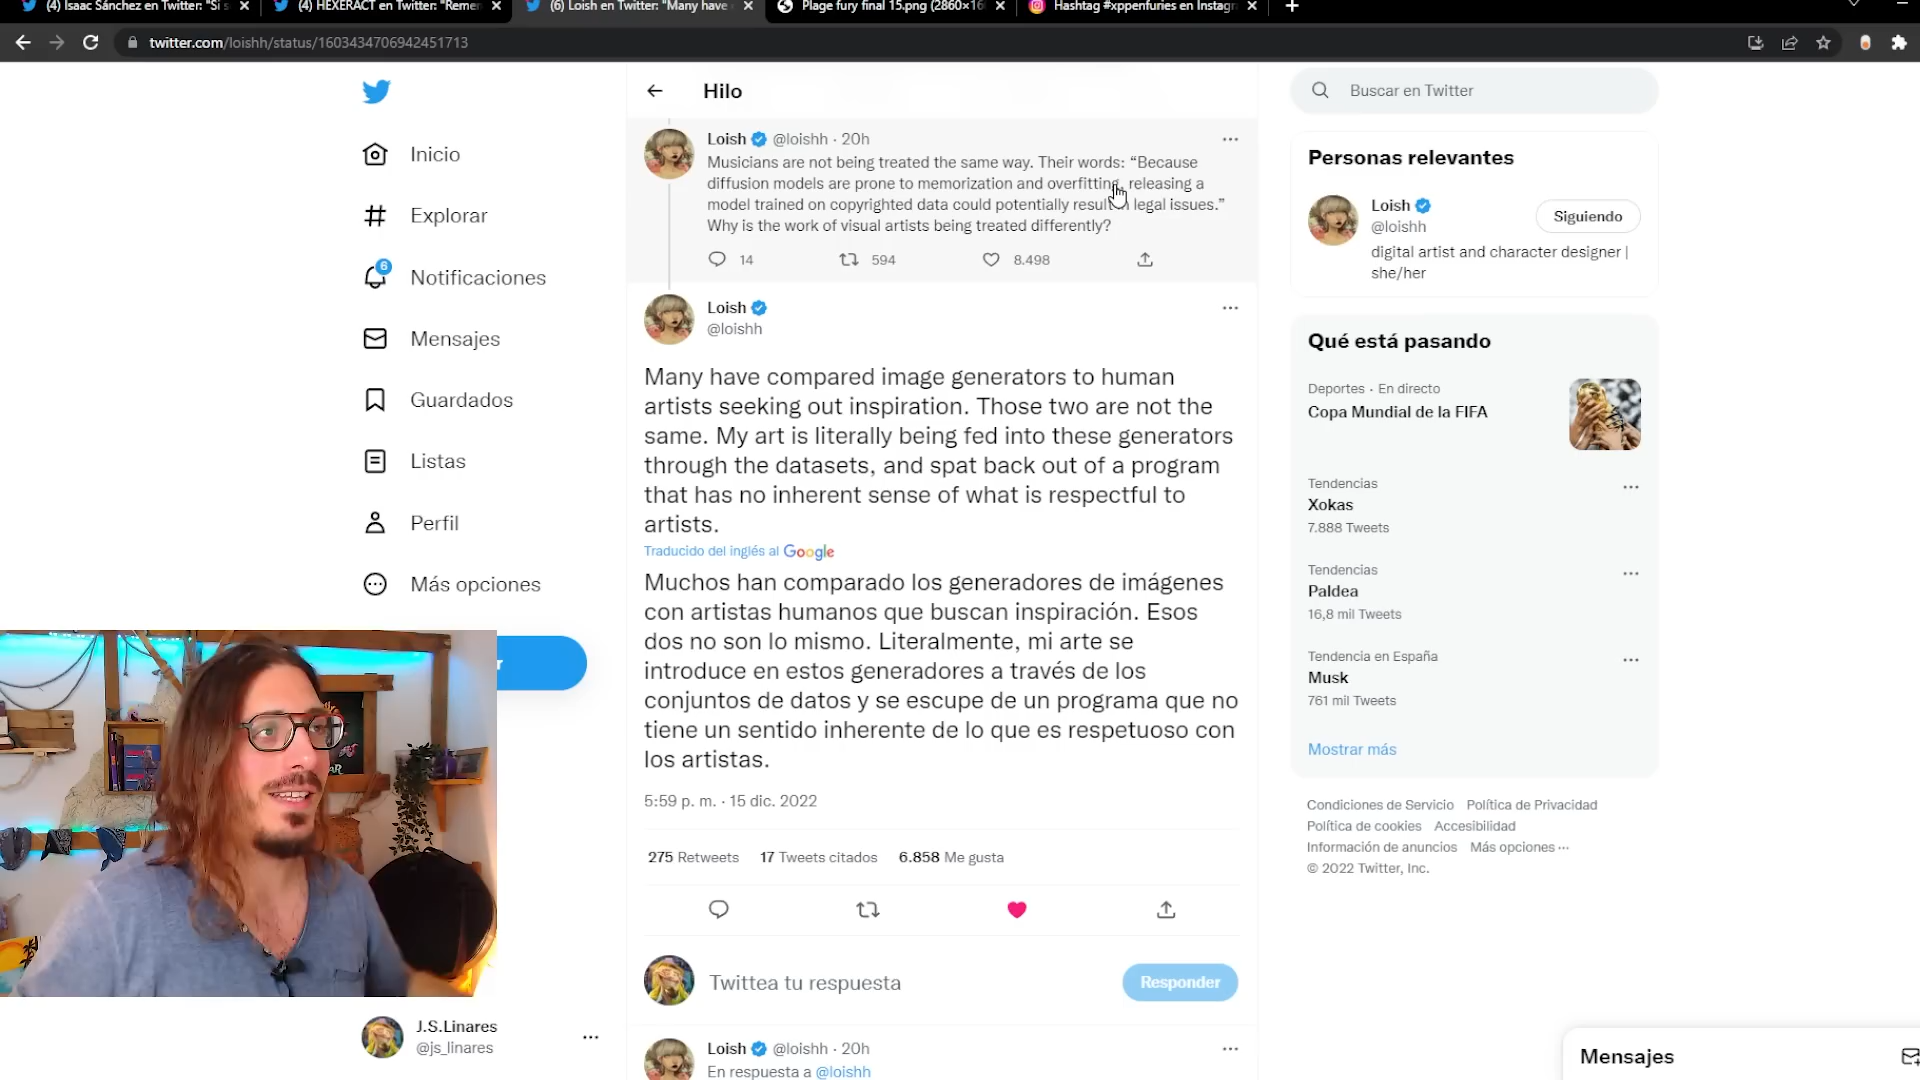 (4) Isaac Sánchez en Twitter: "Si s
(4) HEXERACT en Twitter: "Remen
(6) Loish en Twitter: "Many have
Plage fury final 15.png (2860×16
Hashtag #xppenfuries en Instagr
twitter.com/loishh/status/1603434706942451713
Inicio
Explorar
6
Notificaciones
Mensajes
Guardados
Listas
Perfil
Más opciones
r
J.S.Linares
@js_linares
Hilo
Loish @loishh · 20h
Musicians are not being treated the same way. Their words: “Because
diffusion models are prone to memorization and overfitting, releasing a
model trained on copyrighted data could potentially result legal issues.”
Why is the work of visual artists being treated differently?
14 594 8.498
Loish
@loishh
Many have compared image generators to human
artists seeking out inspiration. Those two are not the
same. My art is literally being fed into these generators
through the datasets, and spat back out of a program
that has no inherent sense of what is respectful to
artists.
Traducido del inglés al Google
Muchos han comparado los generadores de imágenes
con artistas humanos que buscan inspiración. Esos
dos no son lo mismo. Literalmente, mi arte se
introduce en estos generadores a través de los
conjuntos de datos y se escupe de un programa que no
tiene un sentido inherente de lo que es respetuoso con
los artistas.
5:59 p. m. · 15 dic. 2022
275 Retweets 17 Tweets citados 6.858 Me gusta
Twittea tu respuesta
Responder
Loish @loishh · 20h
En respuesta a @loishh
Buscar en Twitter
Personas relevantes
Loish
@loishh
Siguiendo
digital artist and character designer |
she/her
Qué está pasando
Deportes · En directo
Copa Mundial de la FIFA
Tendencias
Xokas
7.888 Tweets
Tendencias
Paldea
16,8 mil Tweets
Tendencia en España
Musk
761 mil Tweets
Mostrar más
Condiciones de Servicio Política de Privacidad
Política de cookies Accesibilidad
Información de anuncios Más opciones ···
© 2022 Twitter, Inc.
Mensajes